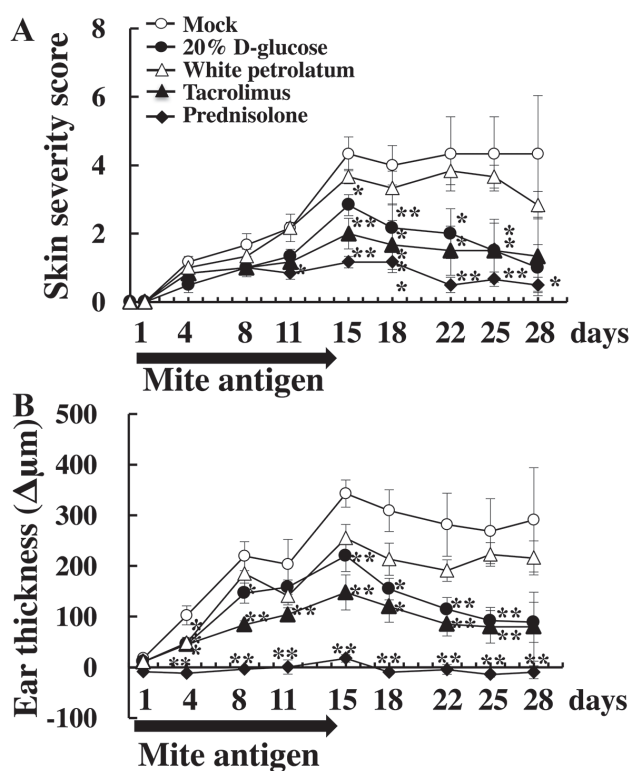 A
Mock
20% D-glucose
White petrolatum
Tacrolimus
Prednisolone
Skin severity score
8
6
4
2
0
* ** * ** * * * *
* ** * * * *
* ** * * ** ** *
1 4 8 11 15 18 22 25 28 days
Mite antigen
B
Ear thickness (Δμm)
500
400
300
200
100
0
-100
* * ** * ** **
* ** ** ** * ** **
** ** ** ** ** ** ** **
1 4 8 11 15 18 22 25 28 days
Mite antigen